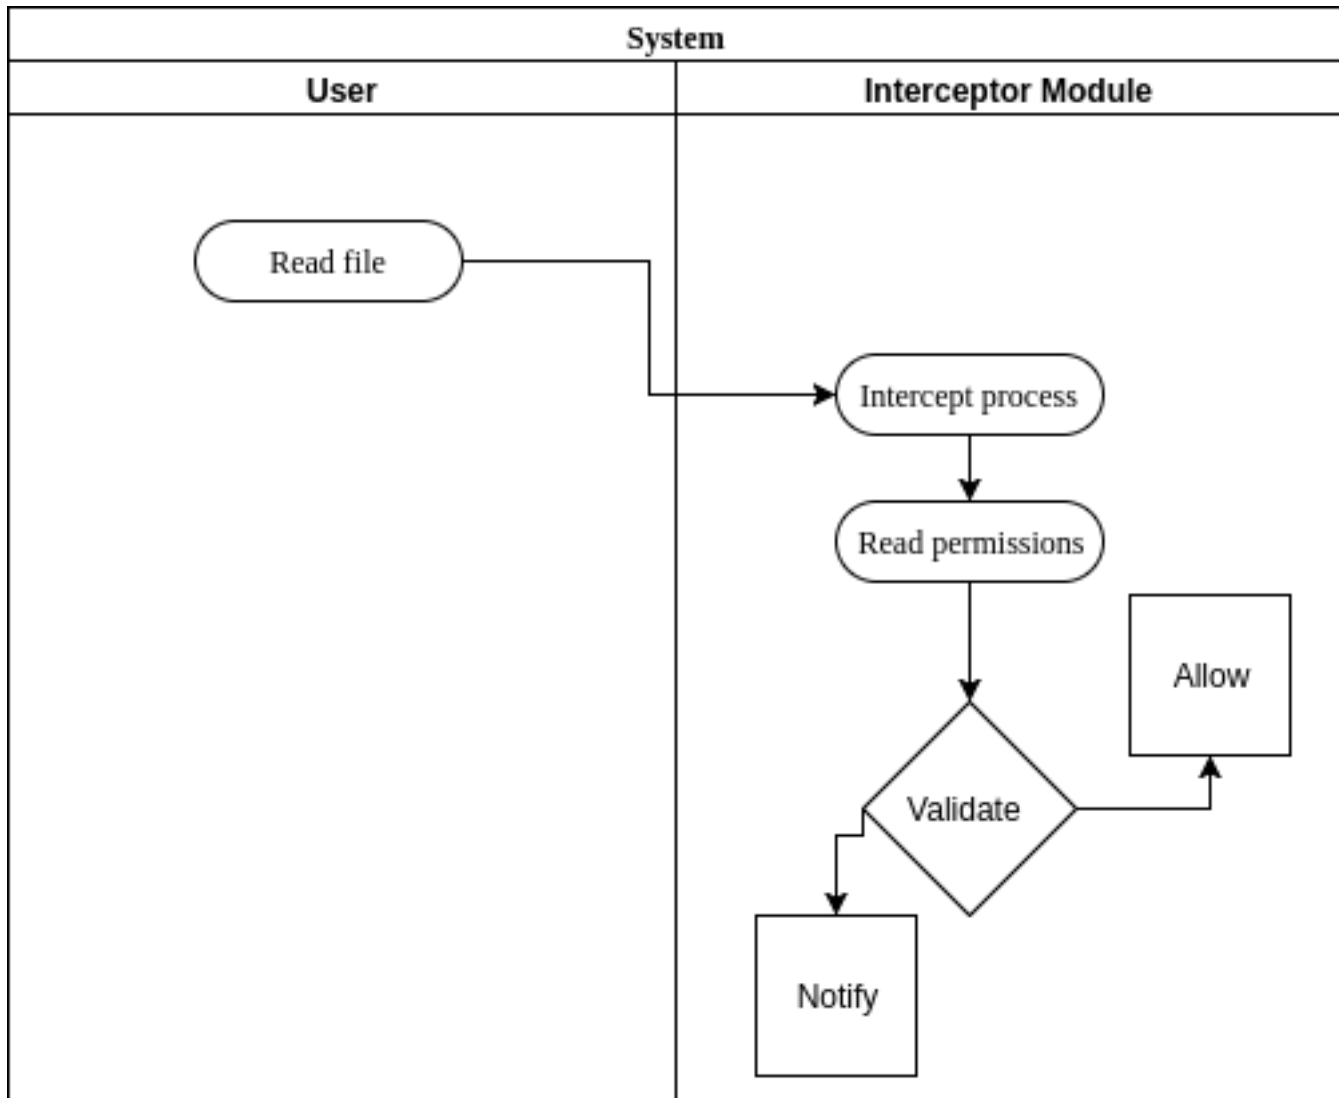 System
User
Interceptor Module
Read file
Intercept process
Read permissions
Allow
Validate
Notify